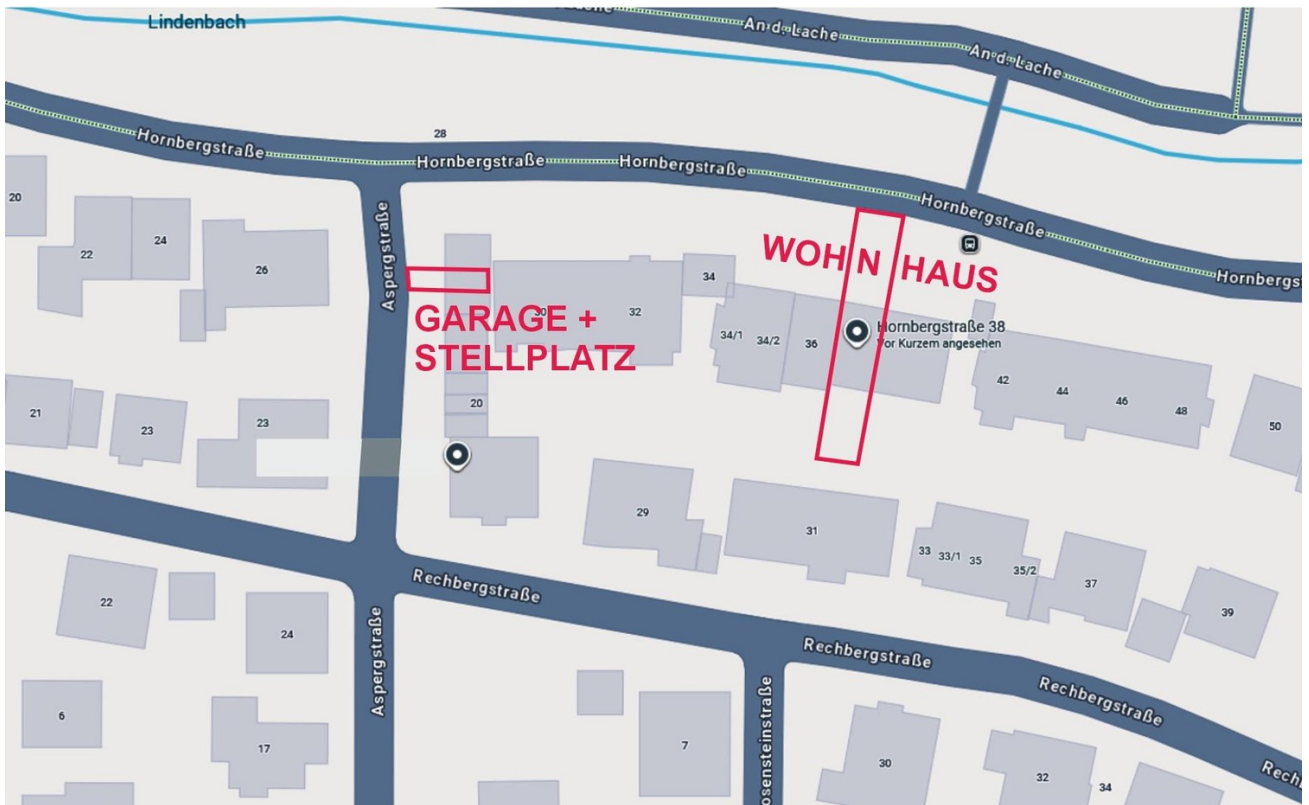 Lindenbach
An d. Lache
An d. Lache
Hornbergstraße
28
Hornbergstraße
Hornbergstraße
Hornbergstraße
Hornbergs
20
22
24
26
Aspergstraße
WOHNHAUS
34
30
32
GARAGE +
STELLPLATZ
34/1
34/2
36
Hornbergstraße 38
Vor Kurzem angesehen
42
44
46
48
50
21
23
23
20
29
31
33
33/1
35
35/2
37
39
Rechbergstraße
22
24
Aspergstraße
Rechbergstraße
Rechbergstraße
Rech
6
17
7
osensteinstraße
30
32
34